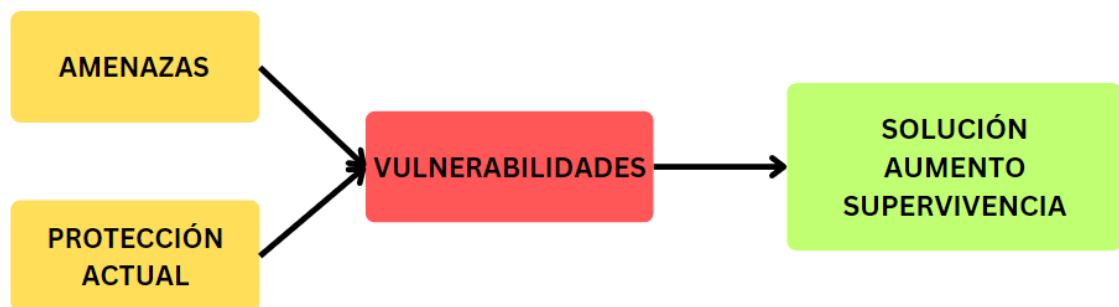 AMENAZAS
PROTECCIÓN
ACTUAL
VULNERABILIDADES
SOLUCIÓN
AUMENTO
SUPERVIVENCIA